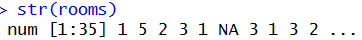 > str(rooms)
 num [1:35] 1 5 2 3 1 NA 3 1 3 2 ...